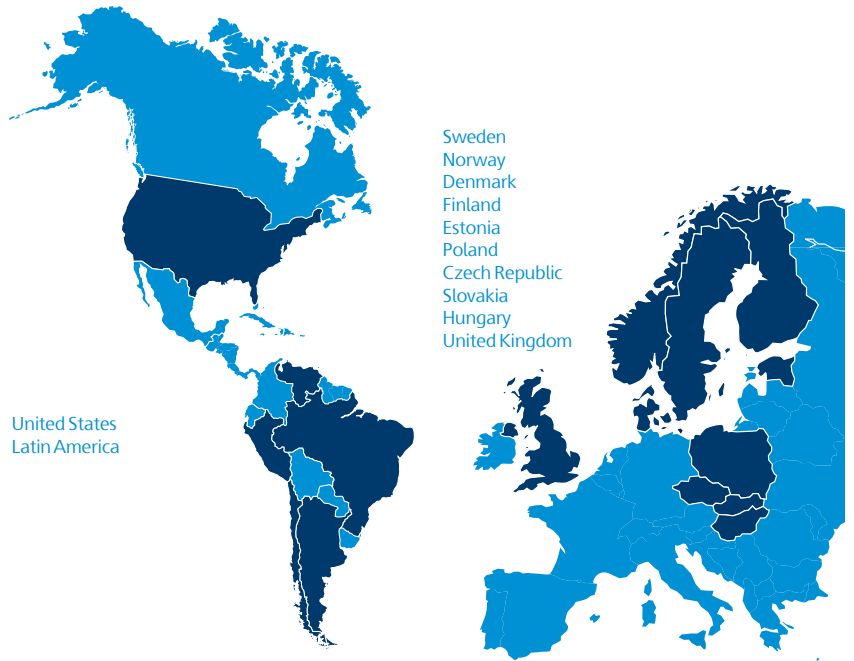 Sweden
Norway
Denmark
Finland
Estonia
Poland
Czech Republic
Slovakia
Hungary
United Kingdom
United States
Latin America